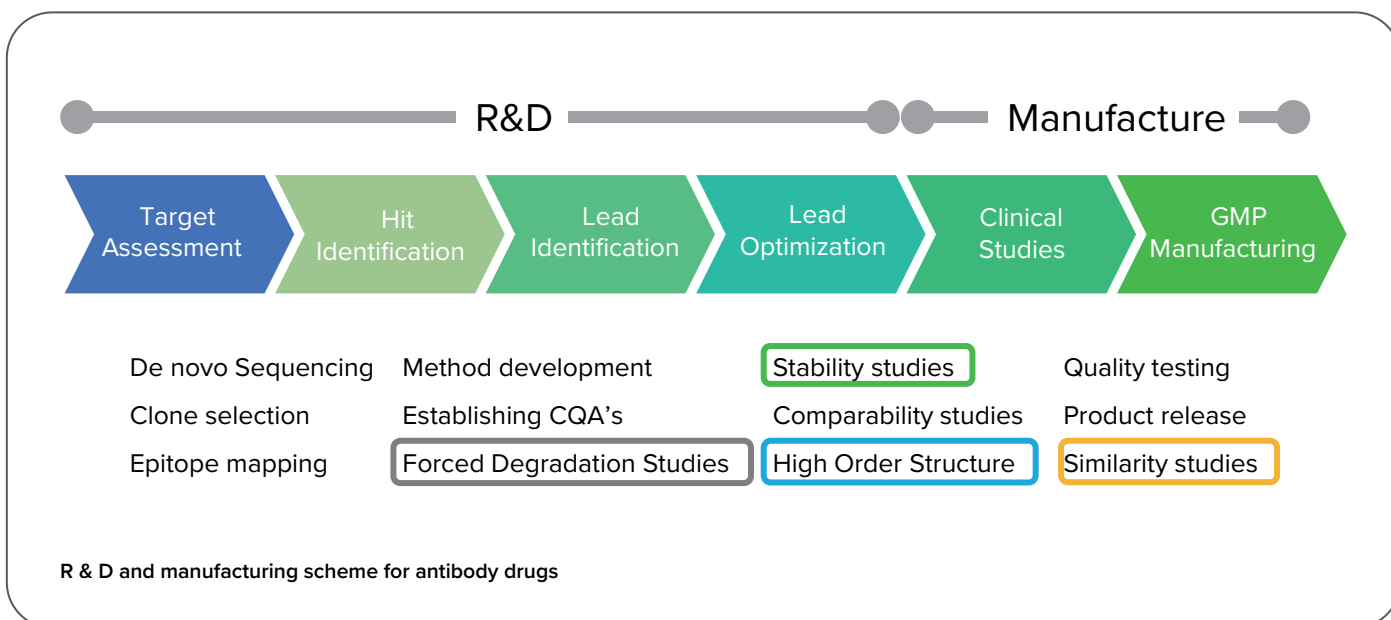 R&D
Manufacture
Target
Assessment
Hit
Identification
Lead
Identification
Lead
Optimization
Clinical
Studies
GMP
Manufacturing
De novo Sequencing
Clone selection
Epitope mapping
Method development
Establishing CQA's
Forced Degradation Studies
Stability studies
Comparability studies
High Order Structure
Quality testing
Product release
Similarity studies
R & D and manufacturing scheme for antibody drugs